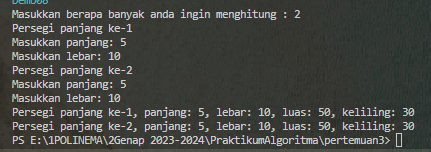 Demo08
Masukkan berapa banyak anda ingin menghitung : 2
Persegi panjang ke-1
Masukkan panjang: 5
Masukkan lebar: 10
Persegi panjang ke-2
Masukkan panjang: 5
Masukkan lebar: 10
Persegi panjang ke-1, panjang: 5, lebar: 10, luas: 50, keliling: 30
Persegi panjang ke-2, panjang: 5, lebar: 10, luas: 50, keliling: 30
PS E:\1POLINEMA\2Genap 2023-2024\PraktikumAlgoritma\pertemuan3>